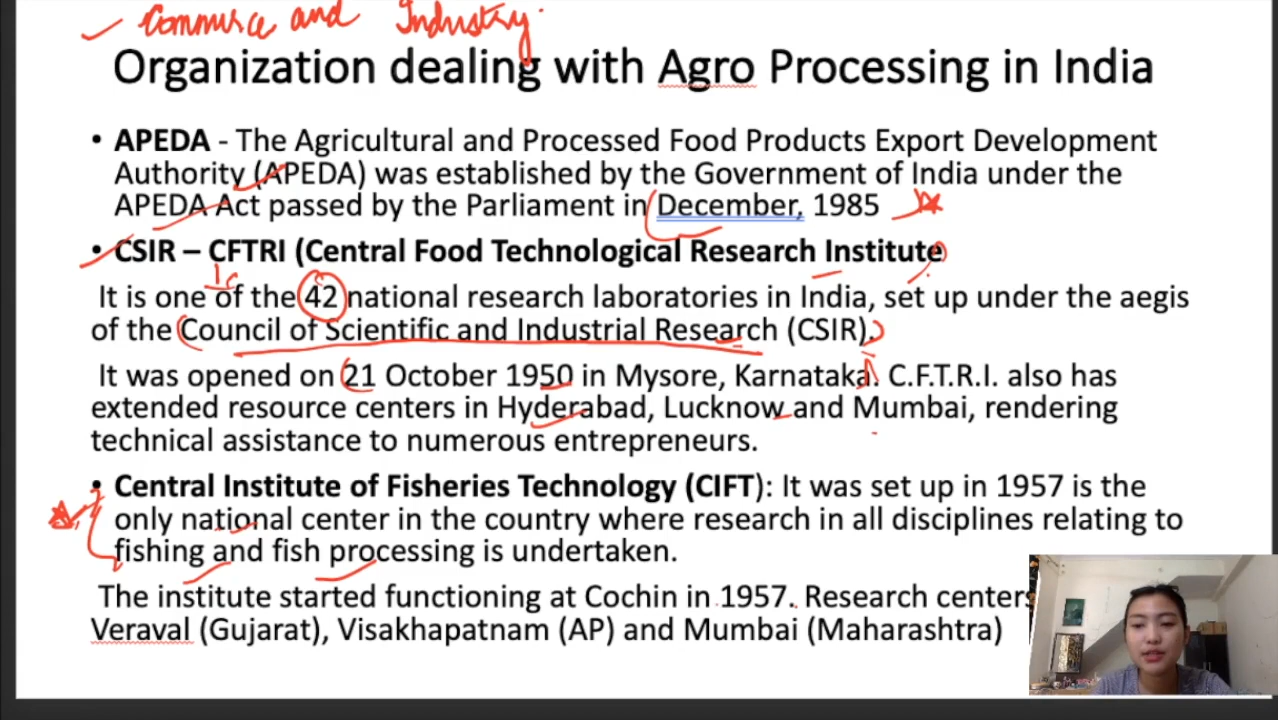 Commerce and Industry.
Organization dealing with Agro Processing in India
• APEDA - The Agricultural and Processed Food Products Export Development
Authority (APEDA) was established by the Government of India under the
APEDA Act passed by the Parliament in December, 1985
• CSIR – CFTRI (Central Food Technological Research Institute
It is one of the 42 national research laboratories in India, set up under the aegis
of the Council of Scientific and Industrial Research (CSIR).
It was opened on 21 October 1950 in Mysore, Karnataka. C.F.T.R.I. also has
extended resource centers in Hyderabad, Lucknow and Mumbai, rendering
technical assistance to numerous entrepreneurs.
• Central Institute of Fisheries Technology (CIFT): It was set up in 1957 is the
only national center in the country where research in all disciplines relating to
fishing and fish processing is undertaken.
The institute started functioning at Cochin in 1957. Research centers
Veraval (Gujarat), Visakhapatnam (AP) and Mumbai (Maharashtra)